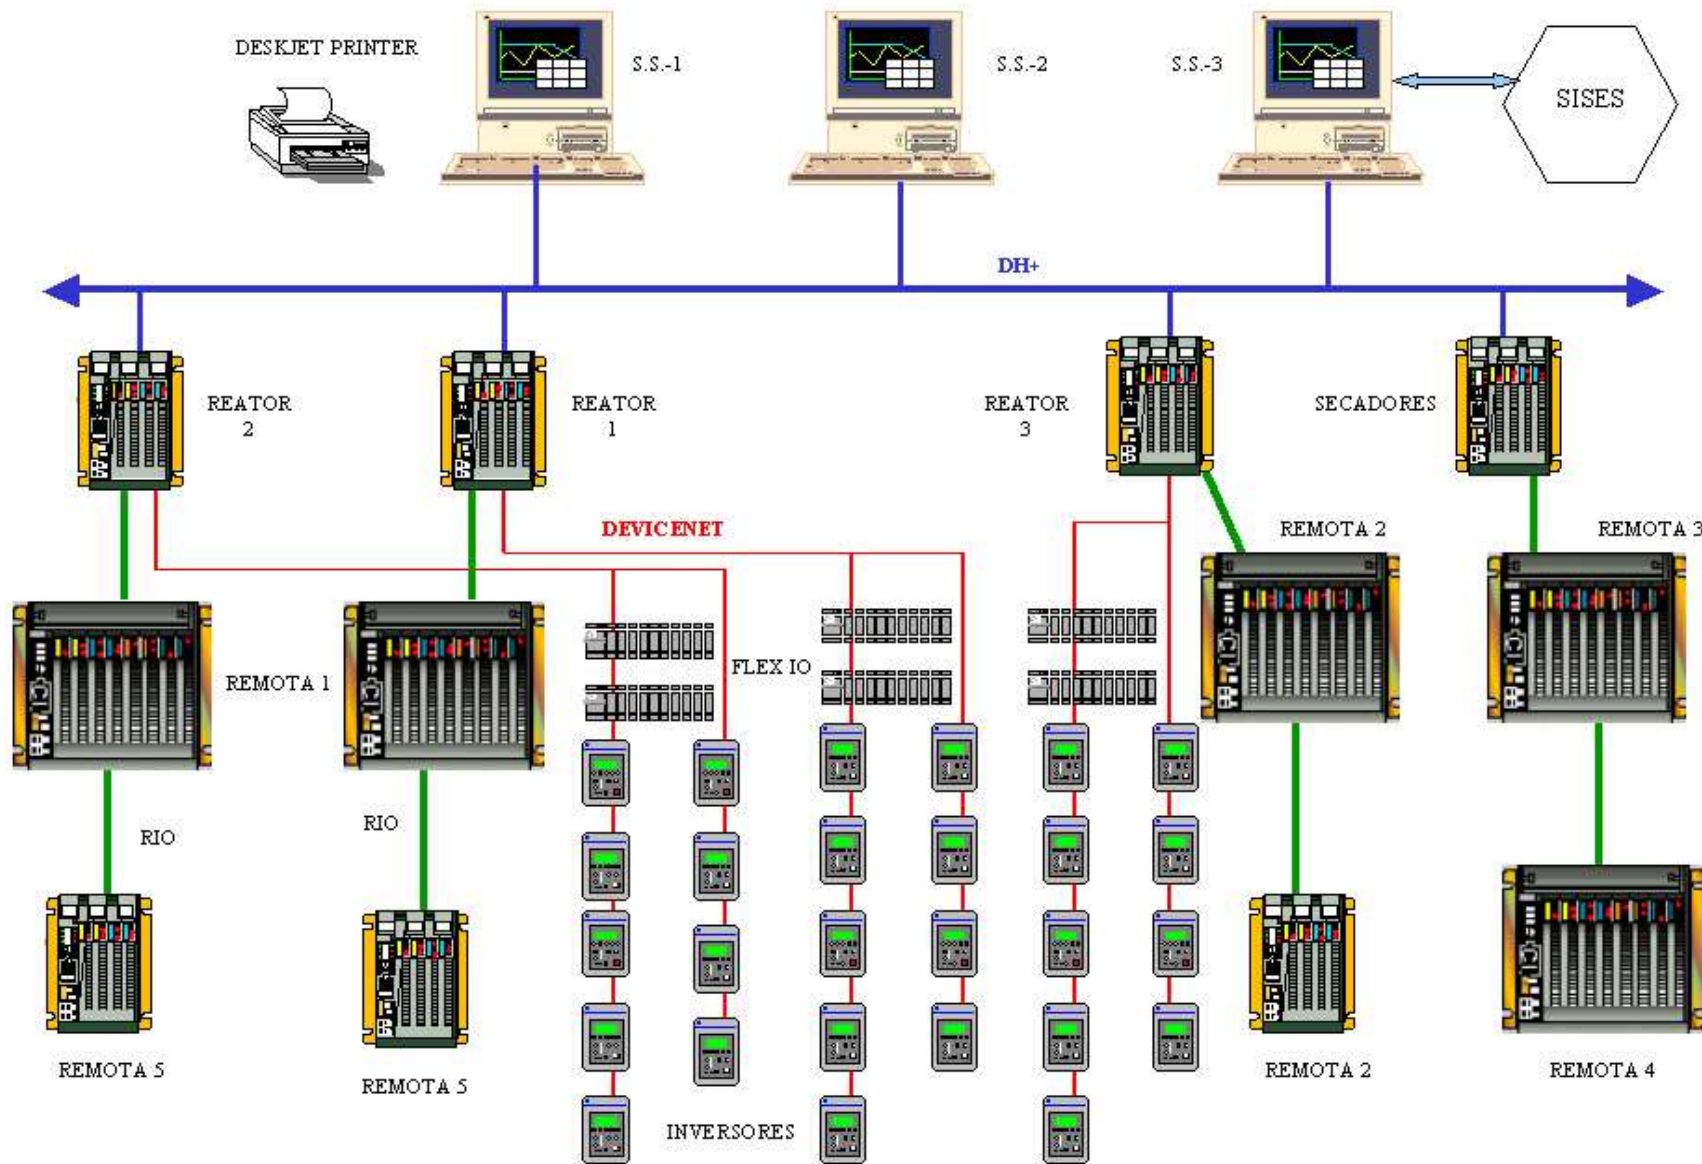 DESKJET PRINTER
S.S.-1
S.S.-2
S.S.-3
SISES
DH+
REATOR
2
REATOR
1
REATOR
3
SECADORES
DEVICENET
REMOTA 2
REMOTA 3
REMOTA 1
FLEX IO
RIO
RIO
REMOTA 5
REMOTA 5
INVERSORES
REMOTA 2
REMOTA 4